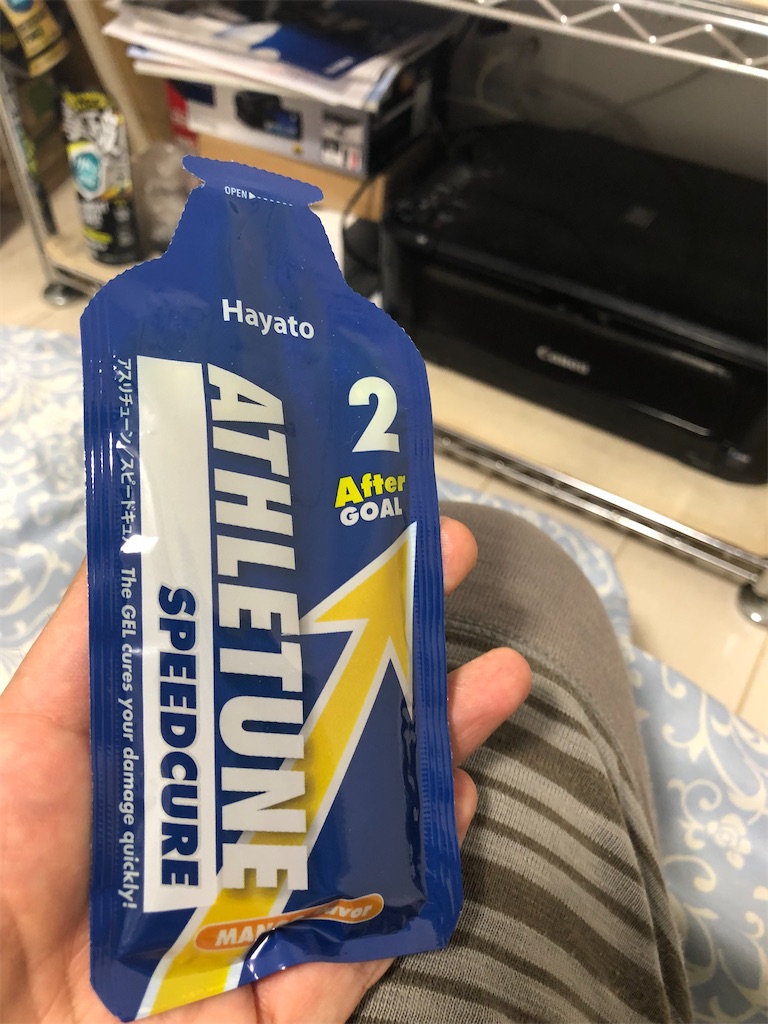 OPEN▶
Hayato
2
After
GOAL
ATHLETUNE
SPEEDCURE
アスリチューン/スピードキュア The GEL cures your damage quickly!
Canon